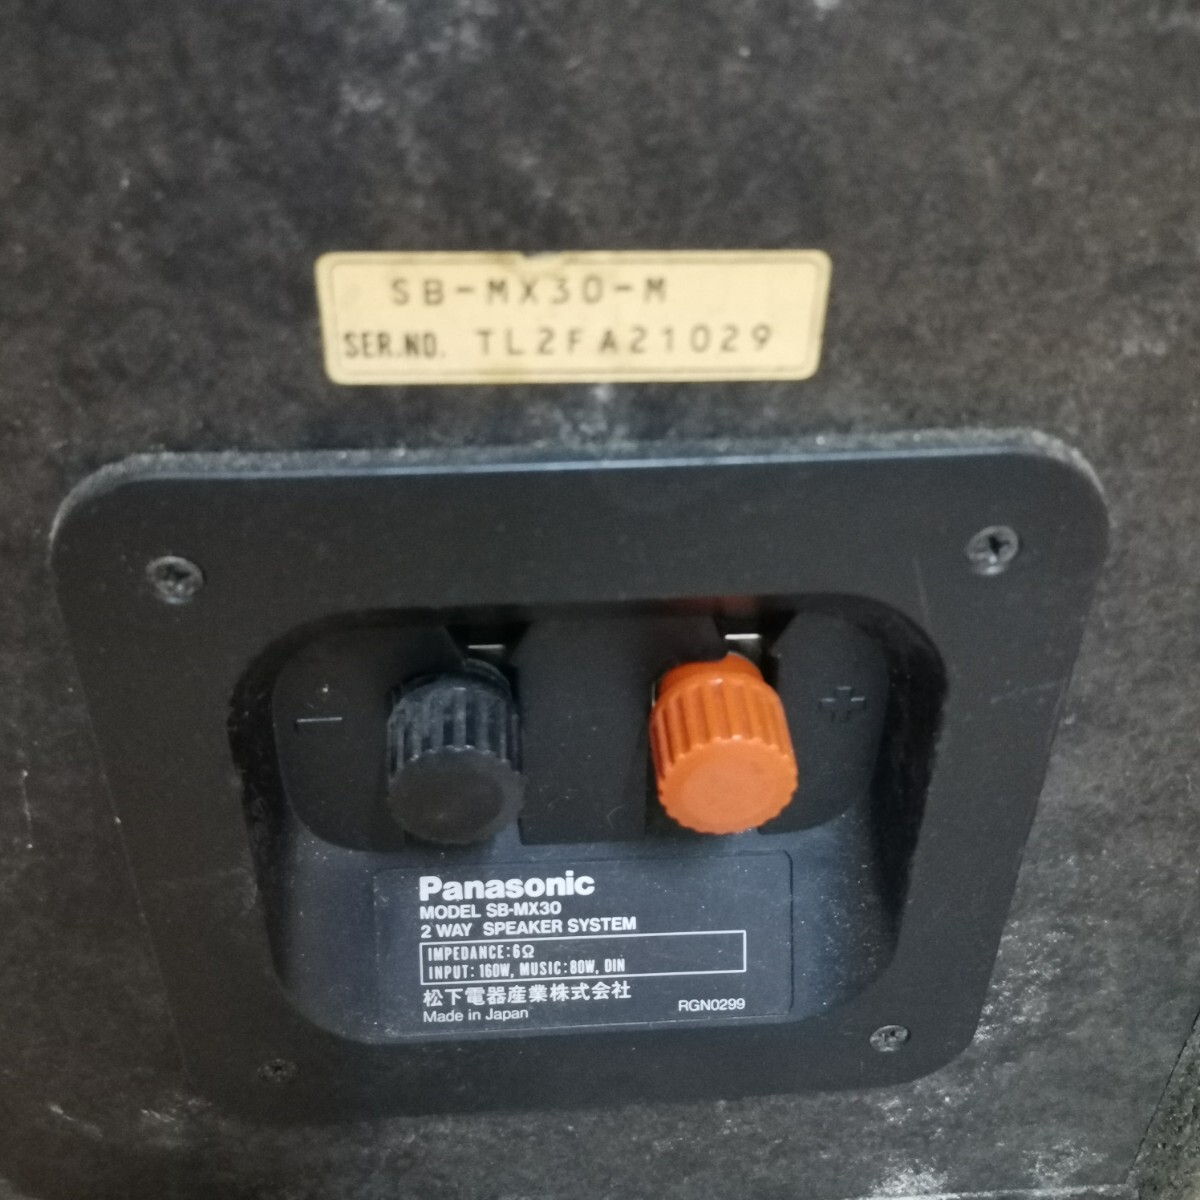 SB-MX30-M
SER.NO. TL2FA21029
− +
Panasonic
MODEL SB-MX30
2 WAY SPEAKER SYSTEM
IMPEDANCE:6Ω
INPUT: 160W, MUSIC:80W, DIN
松下電器産業株式会社
Made in Japan RGN0299